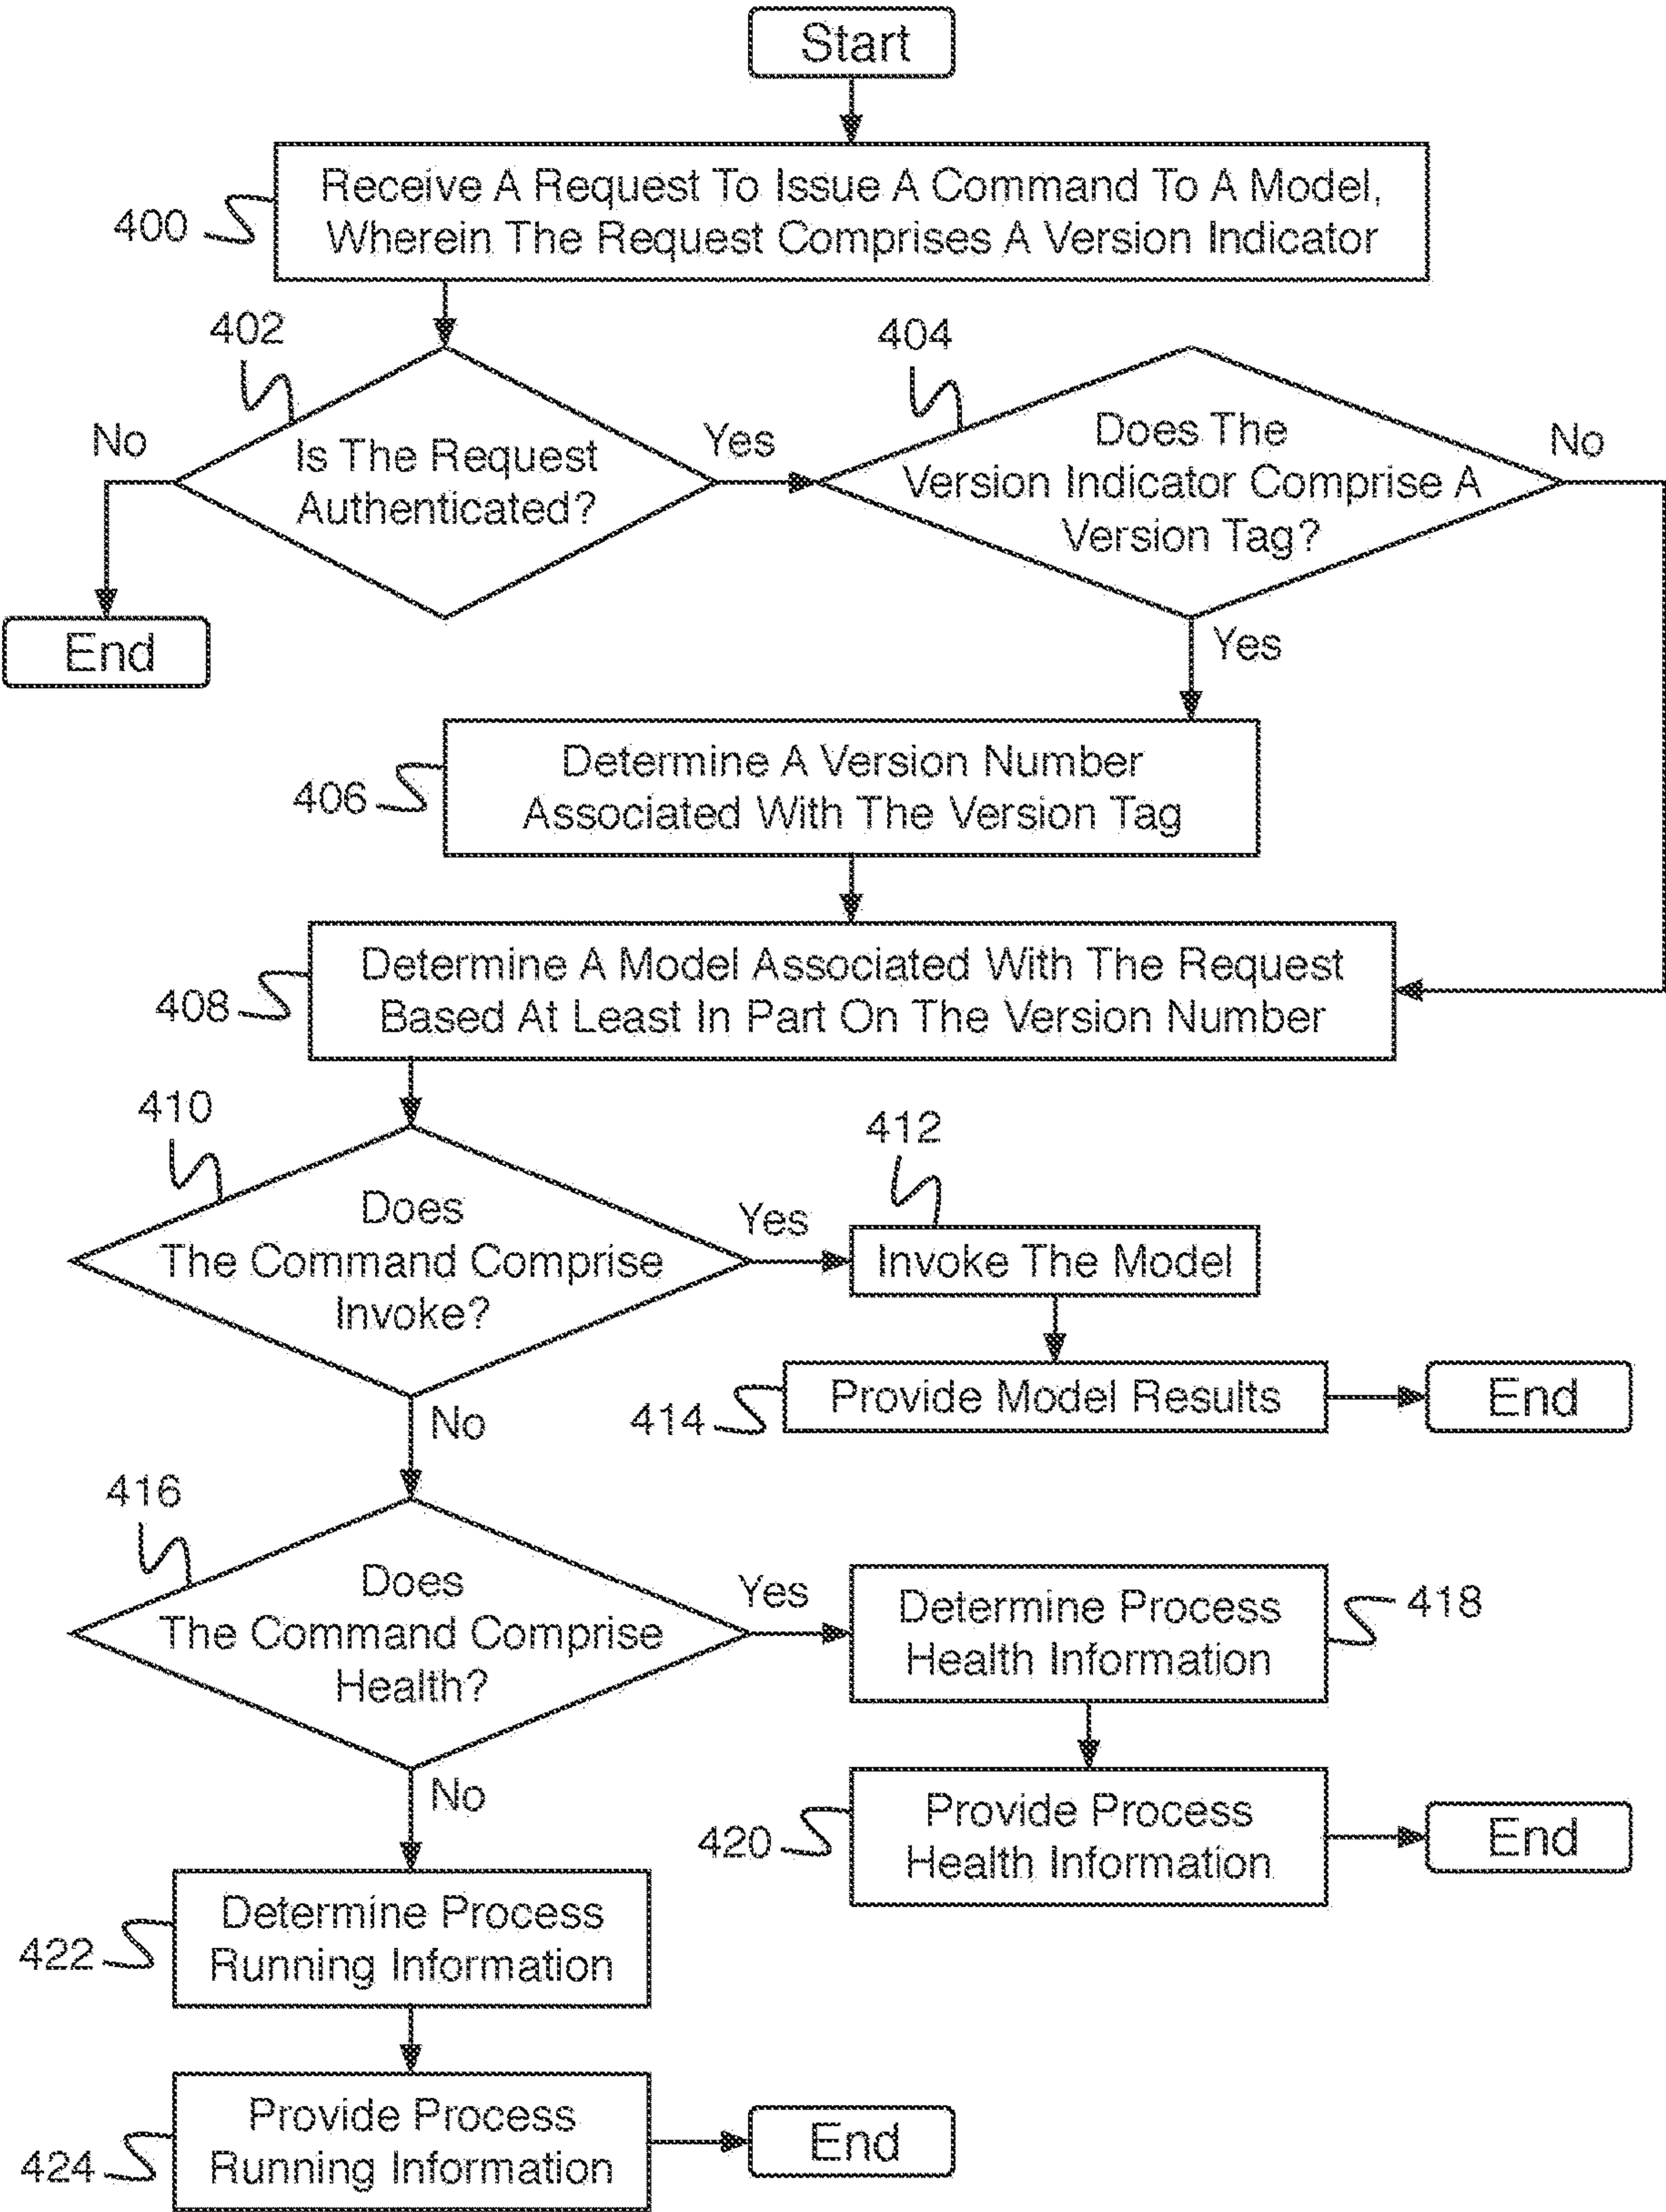 Start
Receive A Request To Issue A Command To A Model,
Wherein The Request Comprises A Version Indicator
400
402
404
No
Is The Request
Authenticated?
Yes
Does The
Version Indicator Comprise A
Version Tag?
No
End
Yes
Determine A Version Number
Associated With The Version Tag
406
Determine A Model Associated With The Request
Based At Least In Part On The Version Number
408
410
412
Does
The Command Comprise
Invoke?
Yes
Invoke The Model
No
414
Provide Model Results
End
416
Does
The Command Comprise
Health?
Yes
Determine Process
Health Information
418
No
420
Provide Process
Health Information
End
Determine Process
Running Information
422
Provide Process
Running Information
424
End